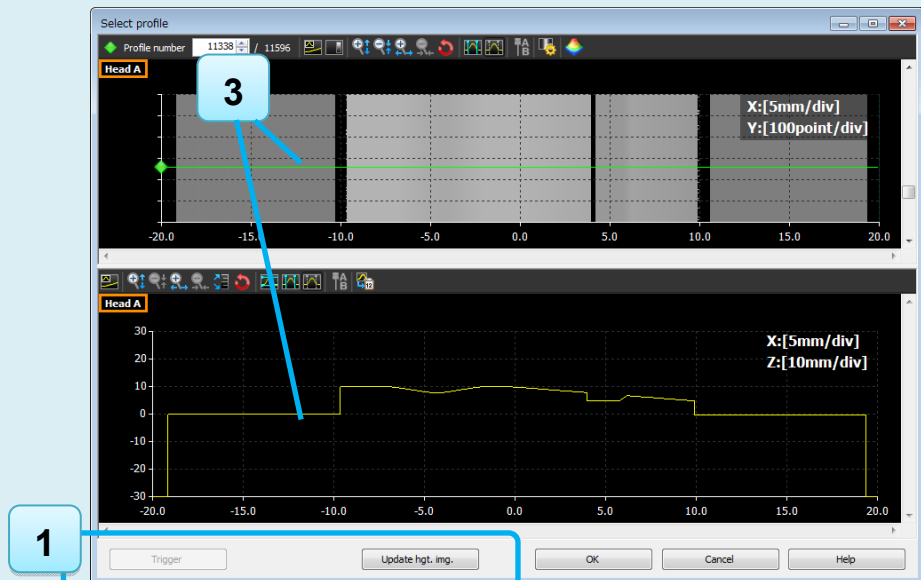 Select profile
Profile number 11338 / 11596
Head A
3
X:[5mm/div]
Y:[100point/div]
-20.0 -15.0 -10.0 -5.0 0.0 5.0 10.0 15.0 20.0
A
B
12
Head A
X:[5mm/div]
Z:[10mm/div]
30
20
10
0
-10
-20
-30
-20.0 -15.0 -10.0 -5.0 0.0 5.0 10.0 15.0 20.0
1
Trigger Update hgt. img. OK Cancel Help